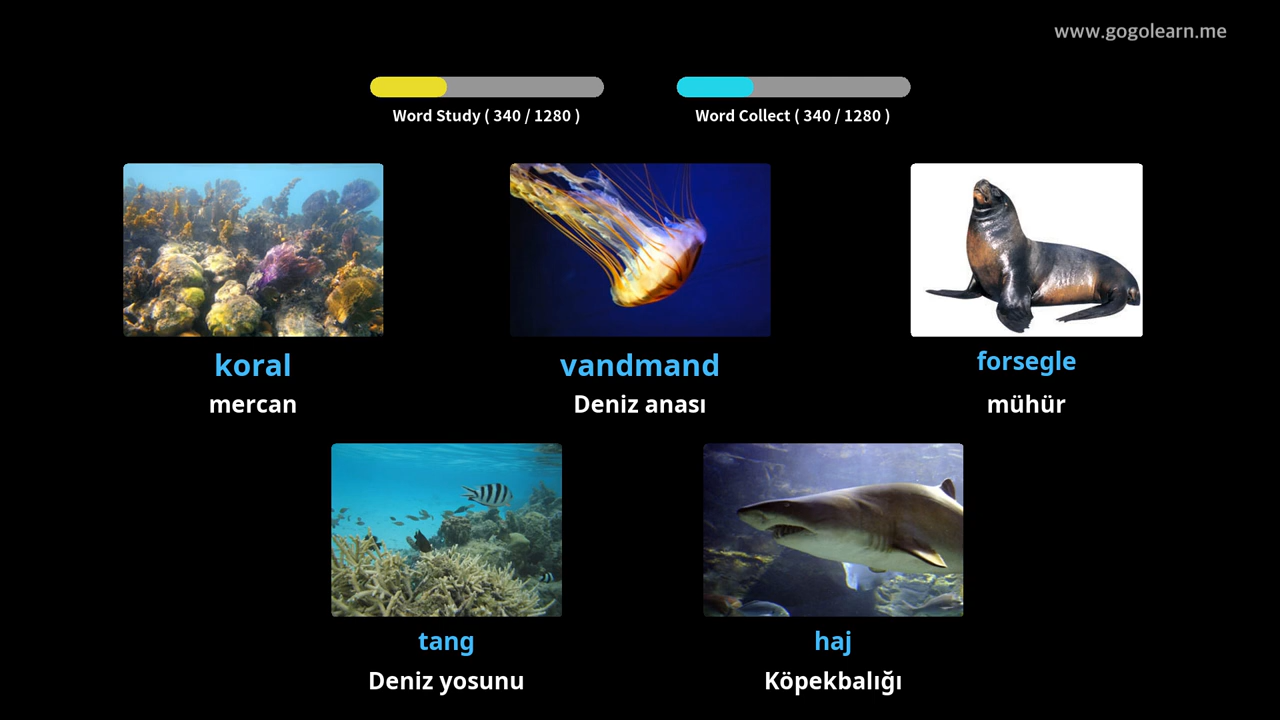 www.gogolearn.me
Word Study ( 340 / 1280 )
Word Collect ( 340 / 1280 )
koral
mercan
vandmand
Deniz anası
forsegle
mühür
tang
Deniz yosunu
haj
Köpekbalığı